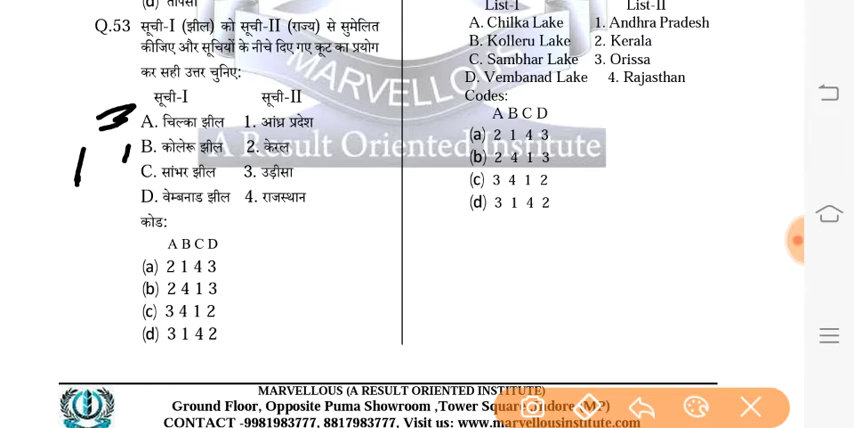 (d) तापसी
Q.53 सूची-I (झील) को सूची-II (राज्य) से सुमेलित
कीजिए और सूचियों के नीचे दिए गए कूट का प्रयोग
कर सही उत्तर चुनिए:
सूची-I सूची-II
3
A. चिल्का झील 1. आंध्र प्रदेश
B. कोलेरू झील 2. केरल
1 1
C. सांभर झील 3. उड़ीसा
D. वेम्बनाड झील 4. राजस्थान
कोड:
A B C D
(a) 2 1 4 3
(b) 2 4 1 3
(c) 3 4 1 2
(d) 3 1 4 2
List-I List-II
A. Chilka Lake 1. Andhra Pradesh
B. Kolleru Lake 2. Kerala
C. Sambhar Lake 3. Orissa
D. Vembanad Lake 4. Rajasthan
Codes:
A B C D
(a) 2 1 4 3
(b) 2 4 1 3
(c) 3 4 1 2
(d) 3 1 4 2
MARVELLOUS
A Result Oriented Institute
MARVELLOUS (A RESULT ORIENTED INSTITUTE)
Ground Floor, Opposite Puma Showroom ,Tower Square, Indore (MP)
CONTACT -9981983777, 8817983777, Visit us: www.marvellousinstitute.com